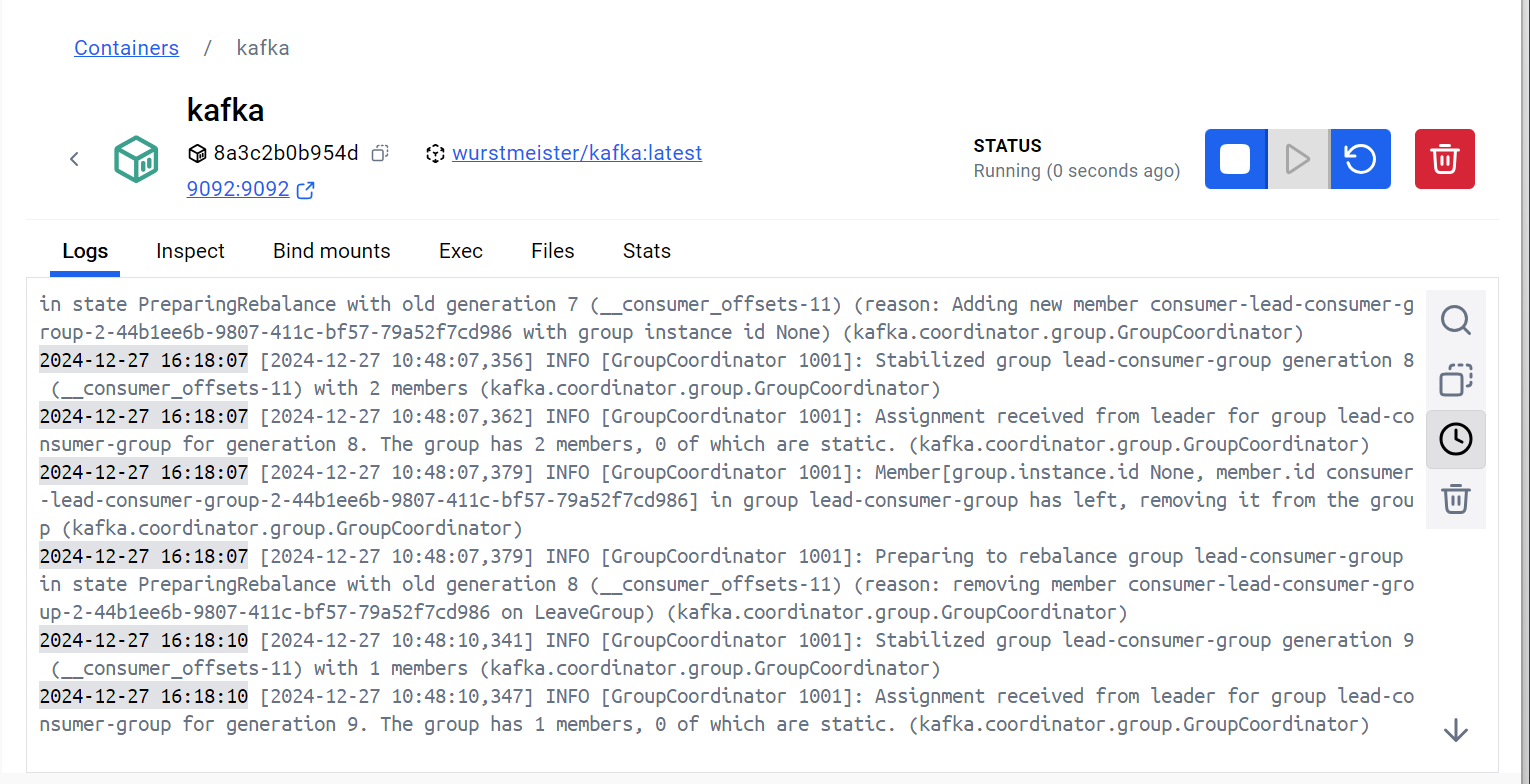 Containers / kafka
kafka
8a3c2b0b954d wurstmeister/kafka:latest
9092:9092
STATUS
Running (0 seconds ago)
Logs Inspect Bind mounts Exec Files Stats
in state PreparingRebalance with old generation 7 (__consumer_offsets-11) (reason: Adding new member consumer-lead-consumer-g
roup-2-44b1ee6b-9807-411c-bf57-79a52f7cd986 with group instance id None) (kafka.coordinator.group.GroupCoordinator)
2024-12-27 16:18:07 [2024-12-27 10:48:07,356] INFO [GroupCoordinator 1001]: Stabilized group lead-consumer-group generation 8
(__consumer_offsets-11) with 2 members (kafka.coordinator.group.GroupCoordinator)
2024-12-27 16:18:07 [2024-12-27 10:48:07,362] INFO [GroupCoordinator 1001]: Assignment received from leader for group lead-co
nsumer-group for generation 8. The group has 2 members, 0 of which are static. (kafka.coordinator.group.GroupCoordinator)
2024-12-27 16:18:07 [2024-12-27 10:48:07,379] INFO [GroupCoordinator 1001]: Member[group.instance.id None, member.id consumer
-lead-consumer-group-2-44b1ee6b-9807-411c-bf57-79a52f7cd986] in group lead-consumer-group has left, removing it from the grou
p (kafka.coordinator.group.GroupCoordinator)
2024-12-27 16:18:07 [2024-12-27 10:48:07,379] INFO [GroupCoordinator 1001]: Preparing to rebalance group lead-consumer-group
in state PreparingRebalance with old generation 8 (__consumer_offsets-11) (reason: removing member consumer-lead-consumer-gro
up-2-44b1ee6b-9807-411c-bf57-79a52f7cd986 on LeaveGroup) (kafka.coordinator.group.GroupCoordinator)
2024-12-27 16:18:10 [2024-12-27 10:48:10,341] INFO [GroupCoordinator 1001]: Stabilized group lead-consumer-group generation 9
(__consumer_offsets-11) with 1 members (kafka.coordinator.group.GroupCoordinator)
2024-12-27 16:18:10 [2024-12-27 10:48:10,347] INFO [GroupCoordinator 1001]: Assignment received from leader for group lead-co
nsumer-group for generation 9. The group has 1 members, 0 of which are static. (kafka.coordinator.group.GroupCoordinator)